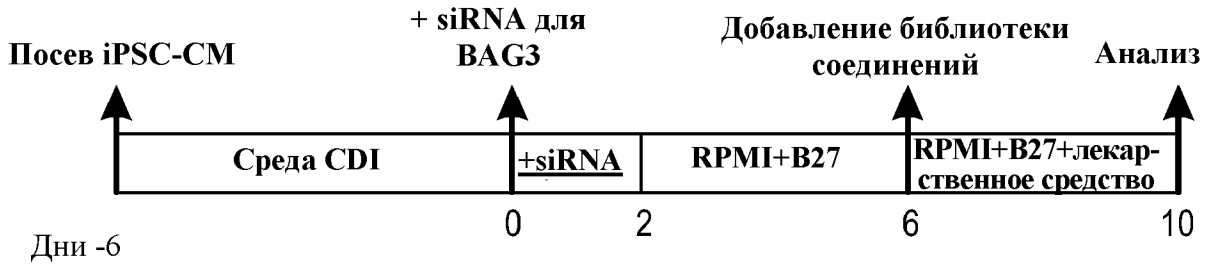 Посев iPSC-CM
+ siRNA для
BAG3
Добавление библиотеки
соединений
Анализ
Среда CDI
+siRNA
RPMI+B27
RPMI+B27+лекар-
ственное средство
0
2
6
10
Дни -6